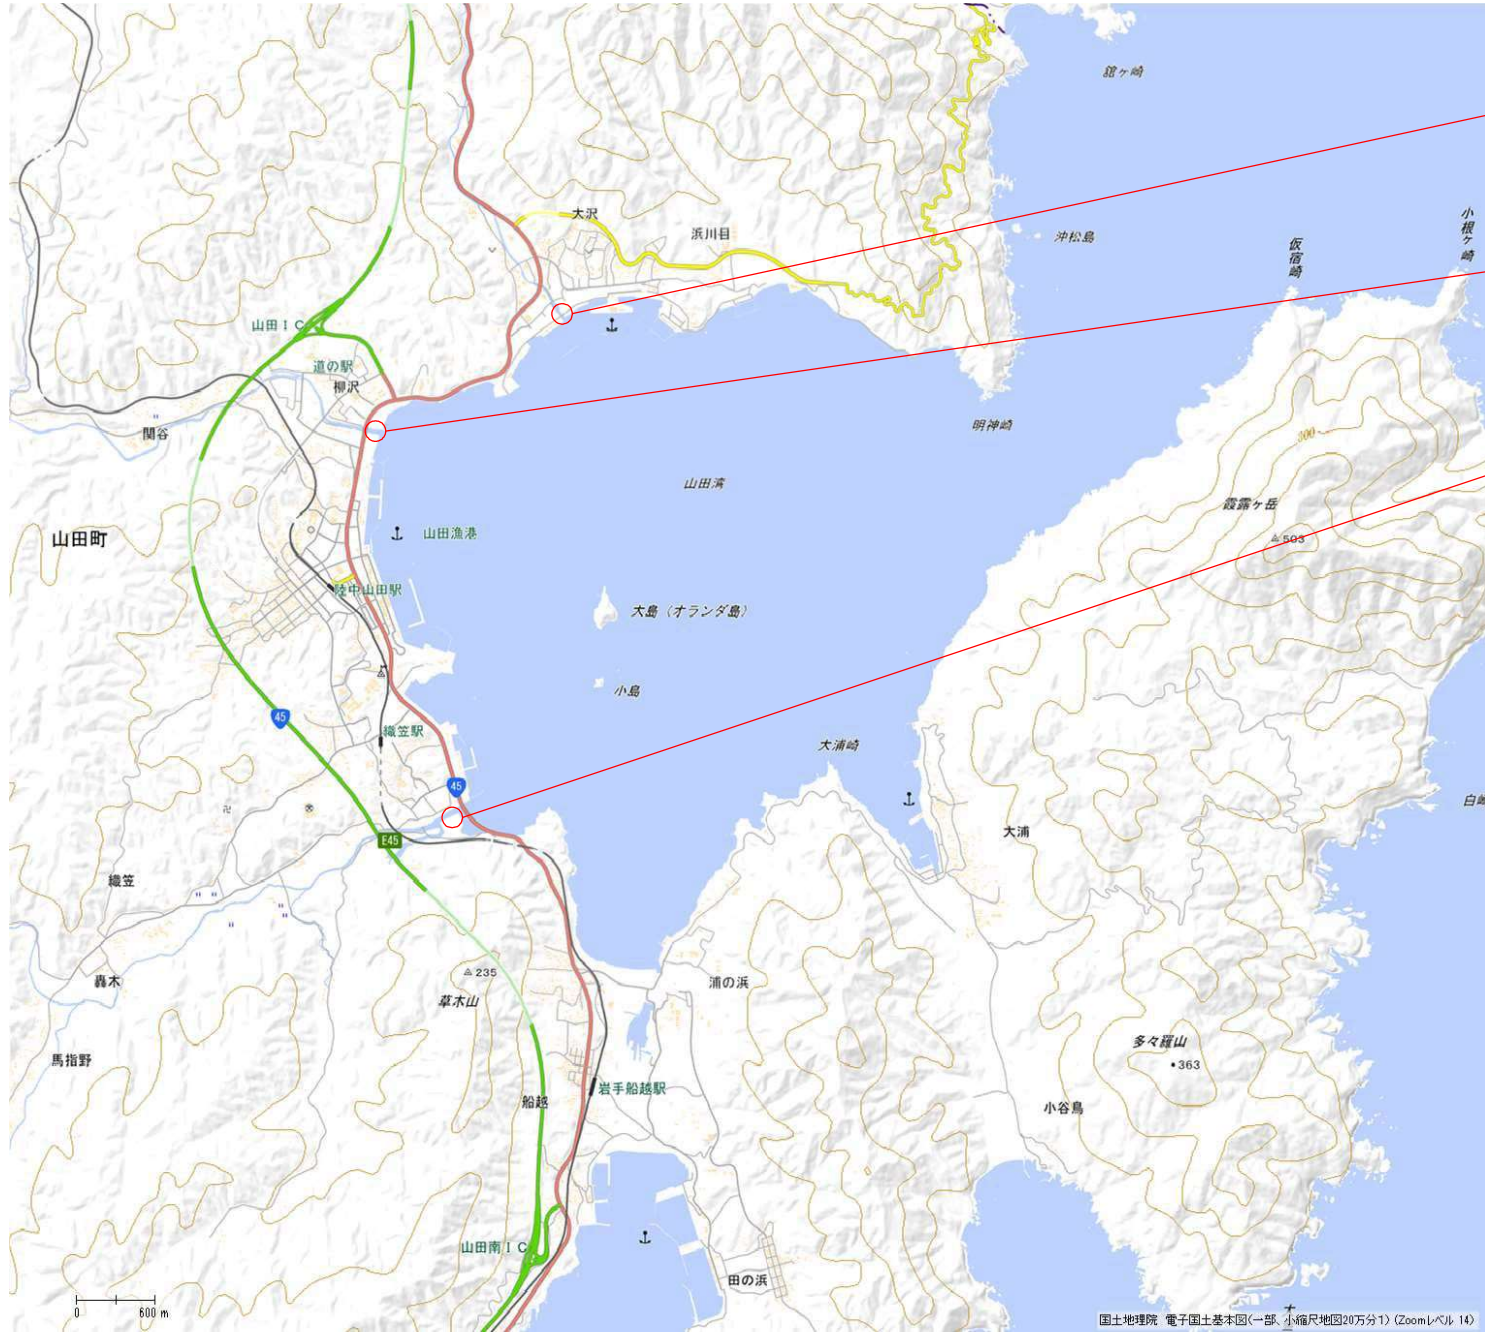 舘ヶ崎
小根ヶ崎
大沢
浜川目
沖松島
仮宿崎
山田IC
道の駅
柳沢
関谷
明神崎
300
山田湾
霞露ヶ岳
503
山田町
山田漁港
陸中山田駅
大島（オランダ島）
小島
45
織笠駅
大浦崎
45
白崎
大浦
E45
織笠
轟木
235
草木山
浦の浜
馬指野
多々羅山
363
船越
岩手船越駅
小谷鳥
山田南IC
田の浜
0 600 m
国土地理院 電子国土基本図(一部、小縮尺地図20万分1) (Zoomレベル 14)